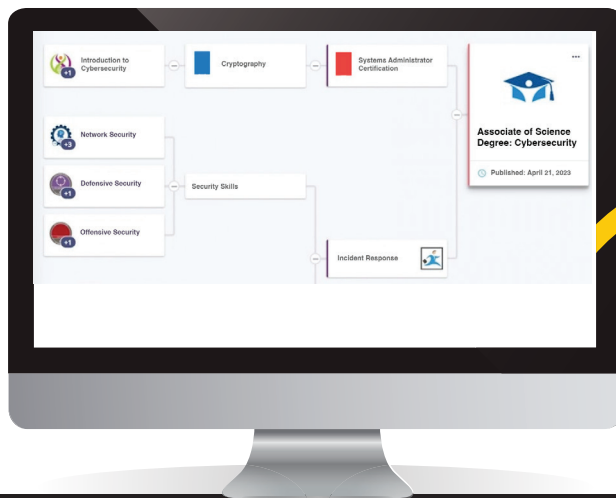 Introduction to
Cybersecurity
+1
Cryptography
Systems Administrator
Certification
Associate of Science
Degree: Cybersecurity
Published: April 21, 2023
Network Security
+3
Defensive Security
+1
Security Skills
Offensive Security
+1
Incident Response